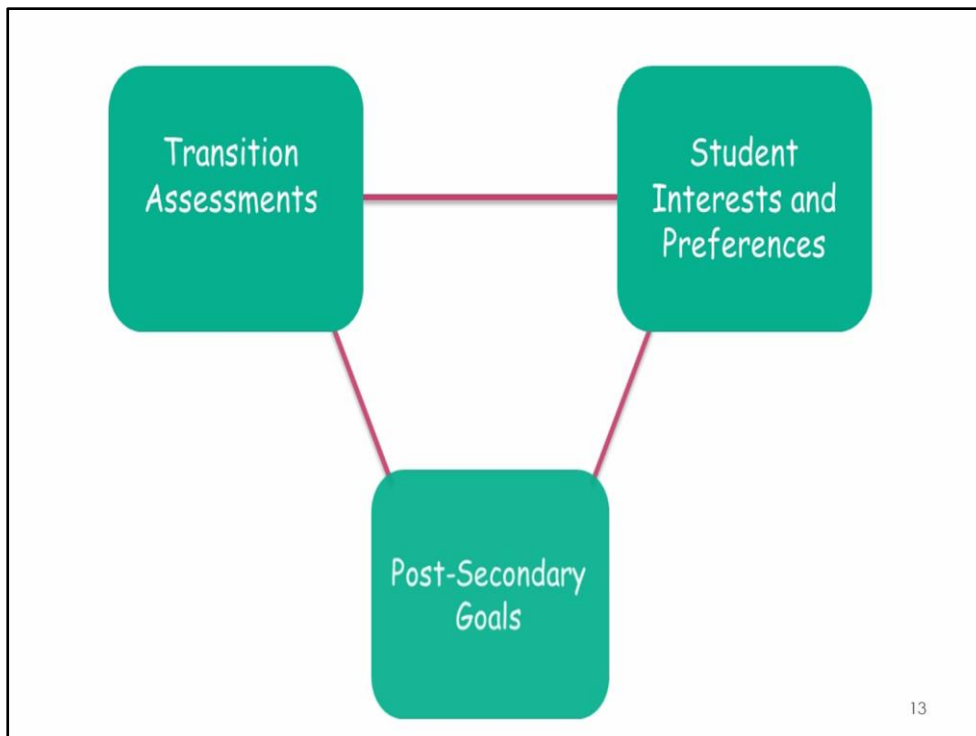 Transition
Assessments
Student
Interests and
Preferences
Post-Secondary
Goals
13